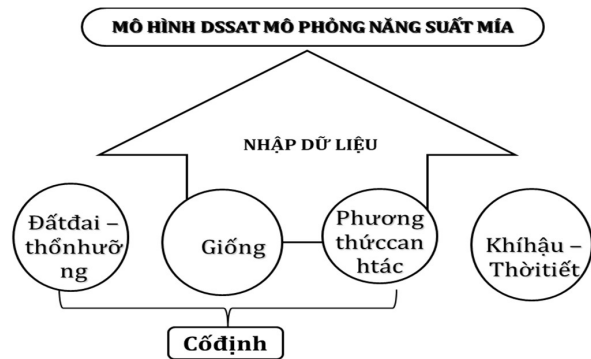 MÔ HÌNH DSSAT MÔ PHỎNG NĂNG SUẤT MÍA
NHẬP DỮ LIỆU
Đấtđai –
thổnhưỡ
ng
Giống
Phương
thứccan
htác
Khíhậu –
Thờitiết
Cốđịnh